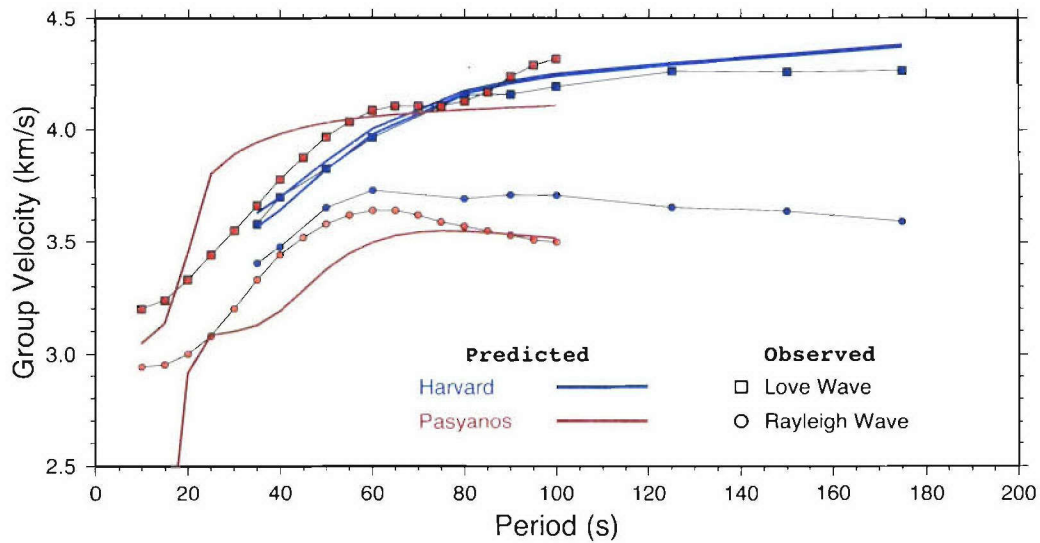 4.5
4.0
3.5
3.0
2.5
Group Velocity (km/s)
Predicted Observed
Harvard Love Wave
Pasyanos Rayleigh Wave
0 20 40 60 80 100 120 140 160 180 200
Period (s)